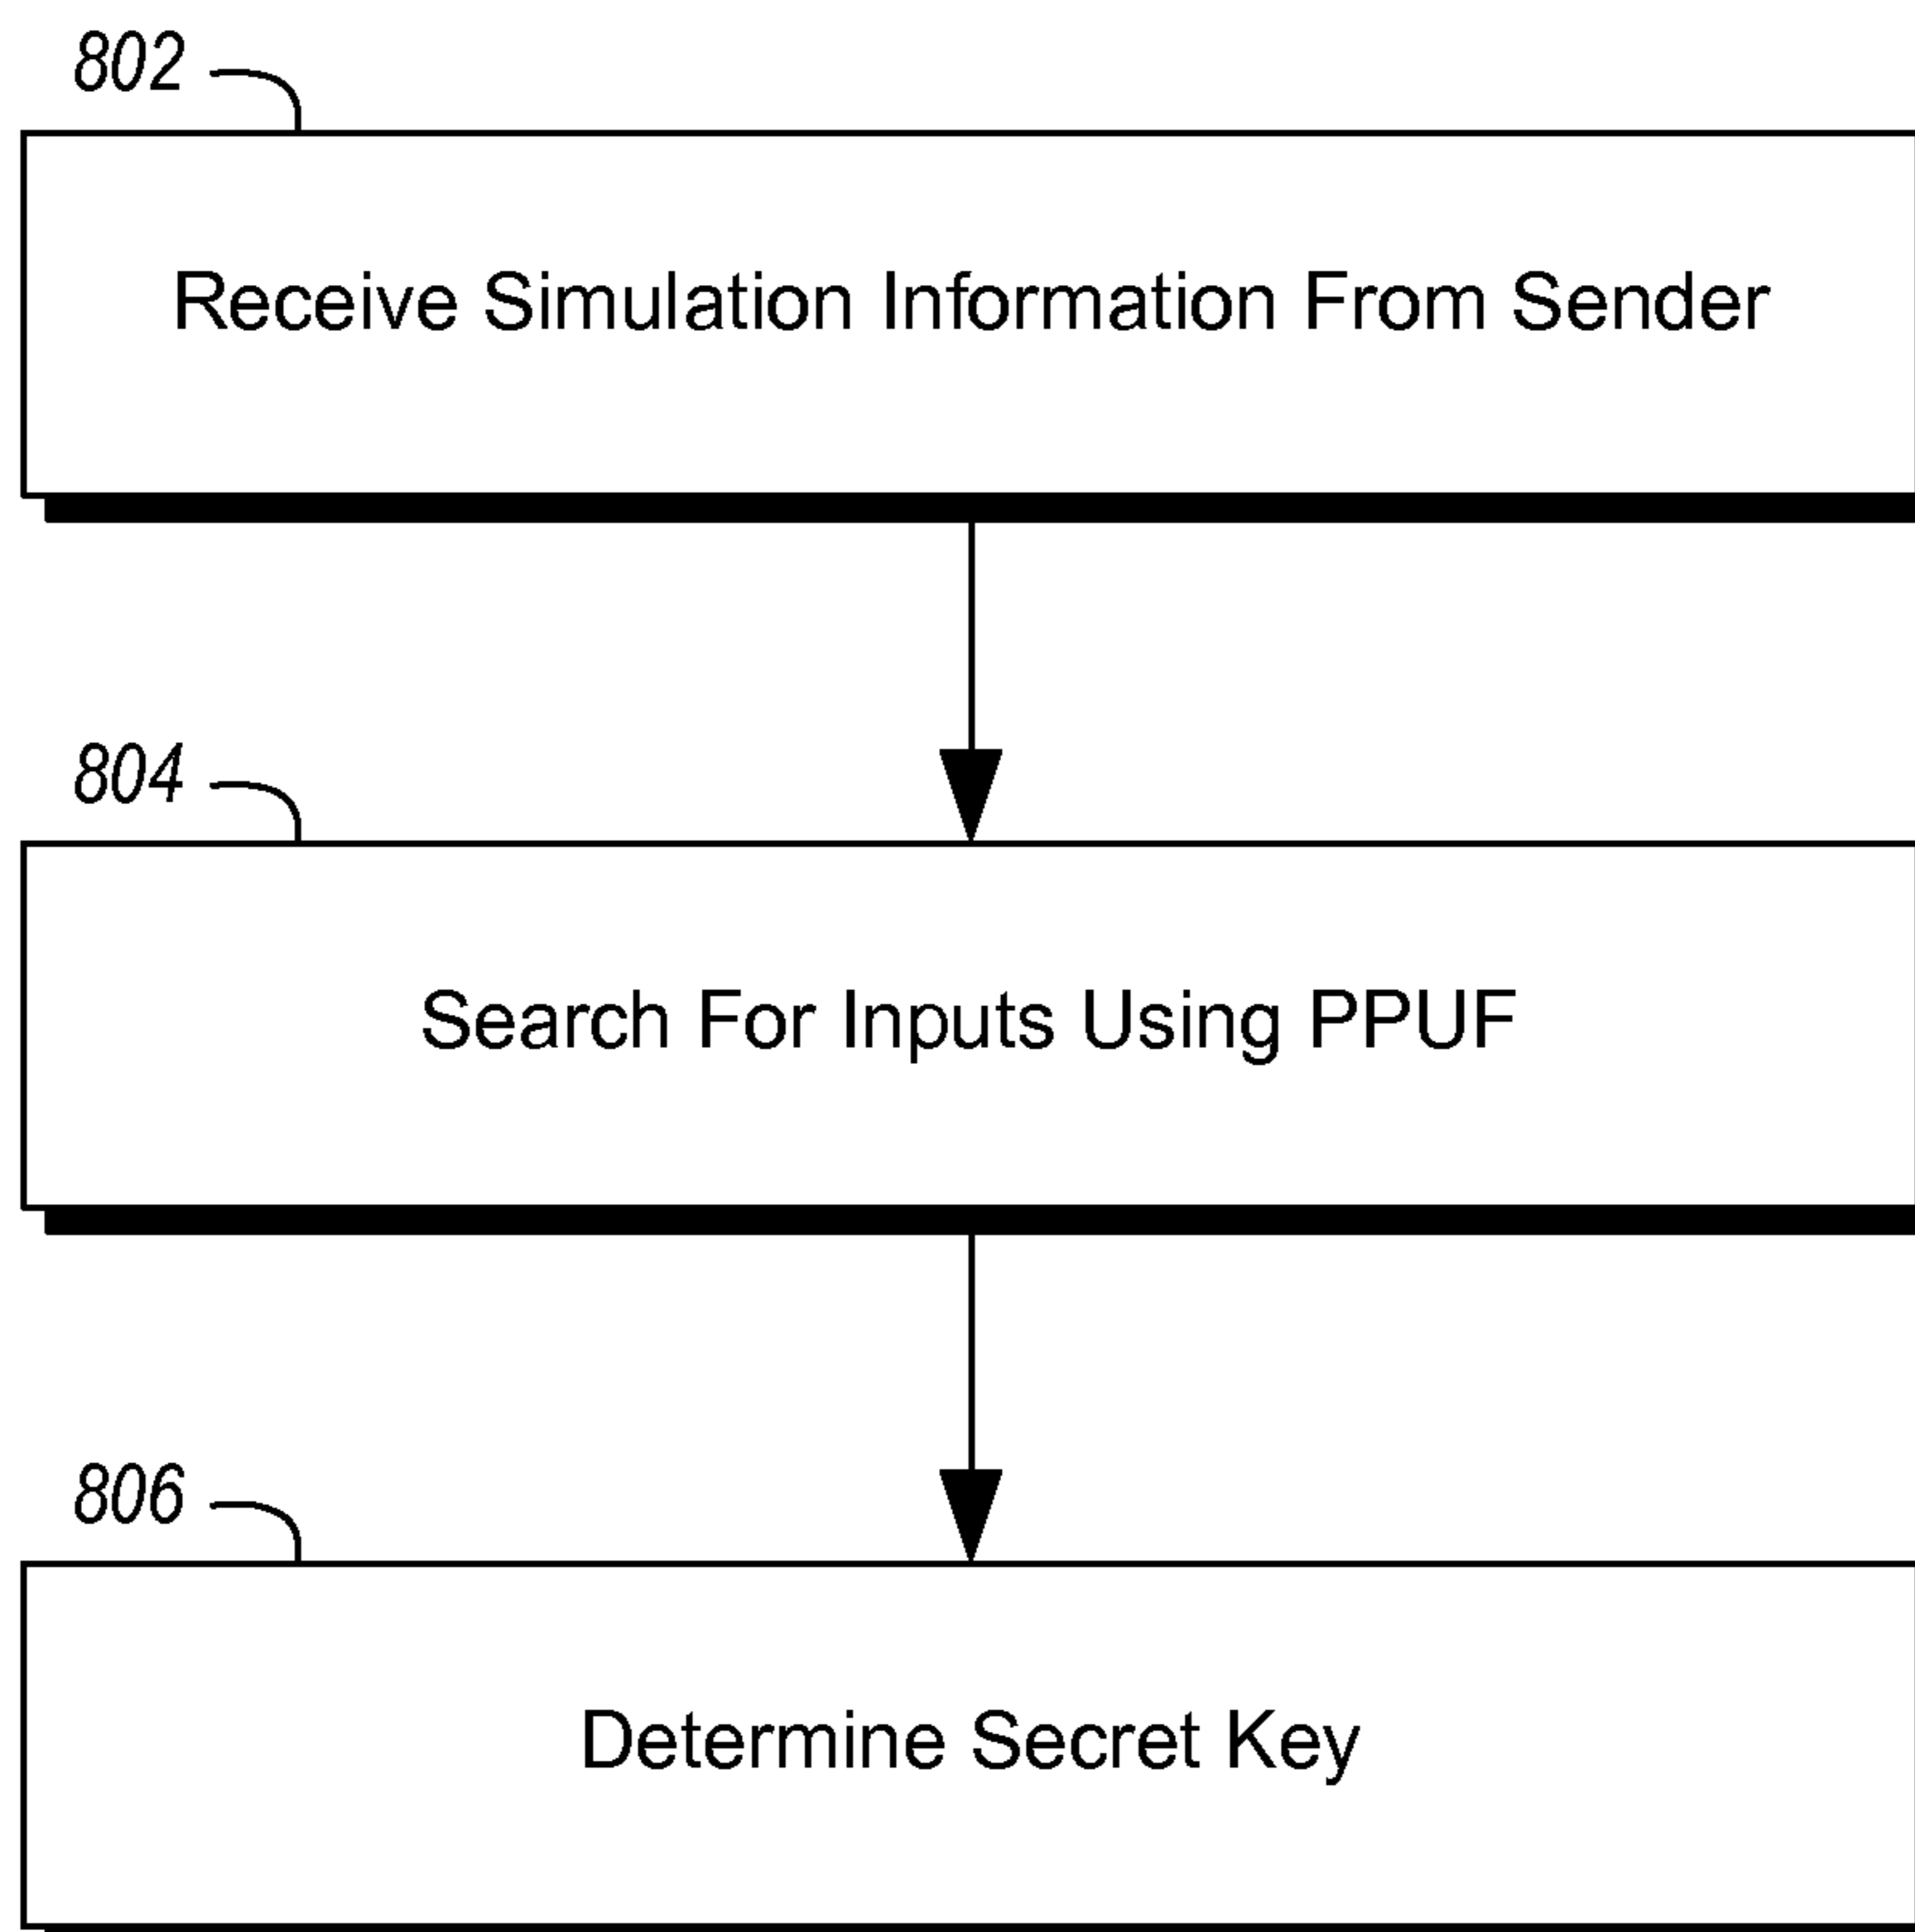 802
Receive Simulation Information From Sender
804
Search For Inputs Using PPUF
806
Determine Secret Key